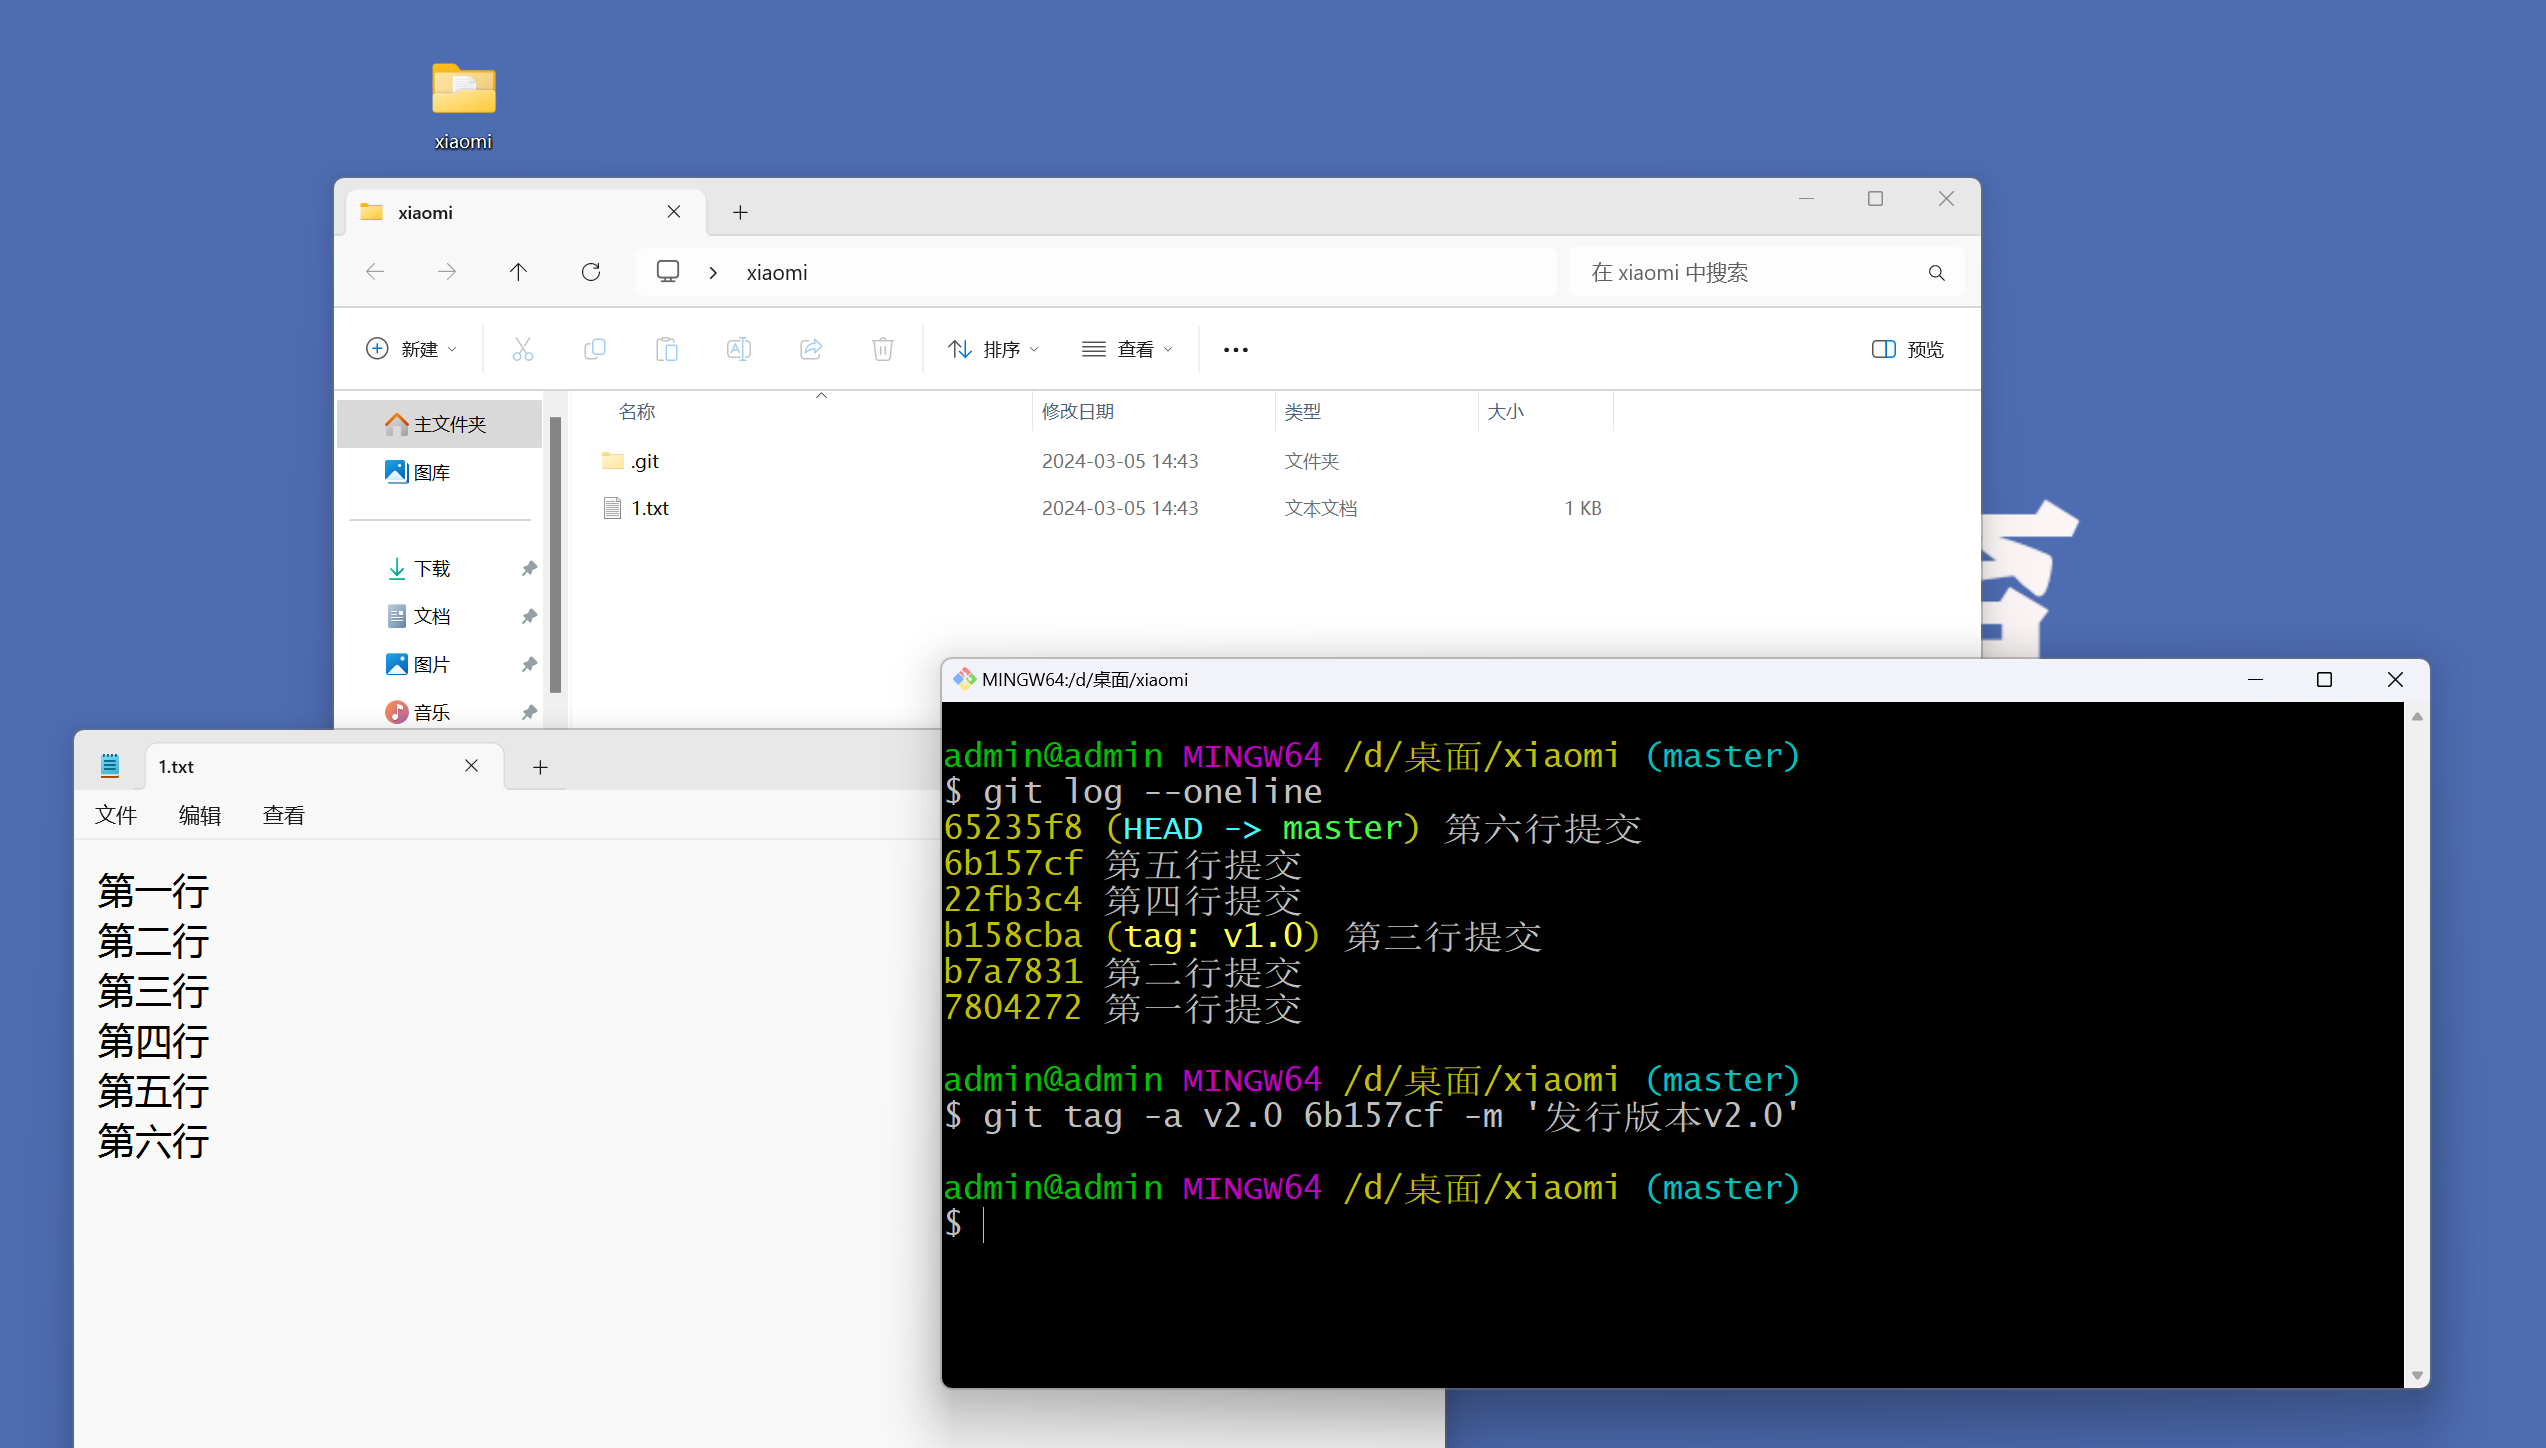 xiaomi
xiaomi
xiaomi
在 xiaomi 中搜索
新建
排序
查看
预览
主文件夹
图库
下载
文档
图片
音乐
名称 修改日期 类型 大小
.git 2024-03-05 14:43 文件夹
1.txt 2024-03-05 14:43 文本文档 1 KB
1.txt
文件 编辑 查看
第一行
第二行
第三行
第四行
第五行
第六行
MINGW64:/d/桌面/xiaomi
admin@admin MINGW64 /d/桌面/xiaomi (master)
$ git log --oneline
65235f8 (HEAD -> master) 第六行提交
6b157cf 第五行提交
22fb3c4 第四行提交
b158cba (tag: v1.0) 第三行提交
b7a7831 第二行提交
7804272 第一行提交
admin@admin MINGW64 /d/桌面/xiaomi (master)
$ git tag -a v2.0 6b157cf -m '发行版本v2.0'
admin@admin MINGW64 /d/桌面/xiaomi (master)
$